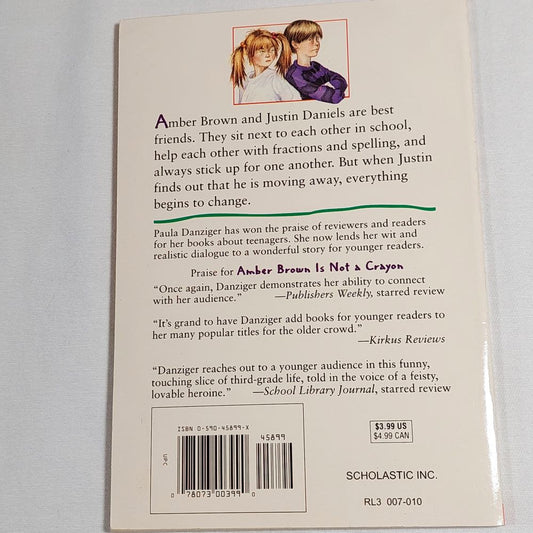 Amber Brown and Justin Daniels are best
friends. They sit next to each other in school,
help each other with fractions and spelling, and
always stick up for one another. But when Justin
finds out that he is moving away, everything
begins to change.
Paula Danziger has won the praise of reviewers and readers
for her books about teenagers. She now lends her wit and
realistic dialogue to a wonderful story for younger readers.
Praise for Amber Brown Is Not a Crayon
“Once again, Danziger demonstrates her ability to connect
with her audience.” —Publishers Weekly, starred review
“It’s grand to have Danziger add books for younger readers to
her many popular titles for the older crowd.”
—Kirkus Reviews
“Danziger reaches out to a younger audience in this funny,
touching slice of third-grade life, told in the voice of a feisty,
lovable heroine.” —School Library Journal, starred review
ISBN 0-590-45899-X
45899
UPC
0 78073 00399 0
$3.99 US
$4.99 CAN
SCHOLASTIC INC.
RL3 007-010